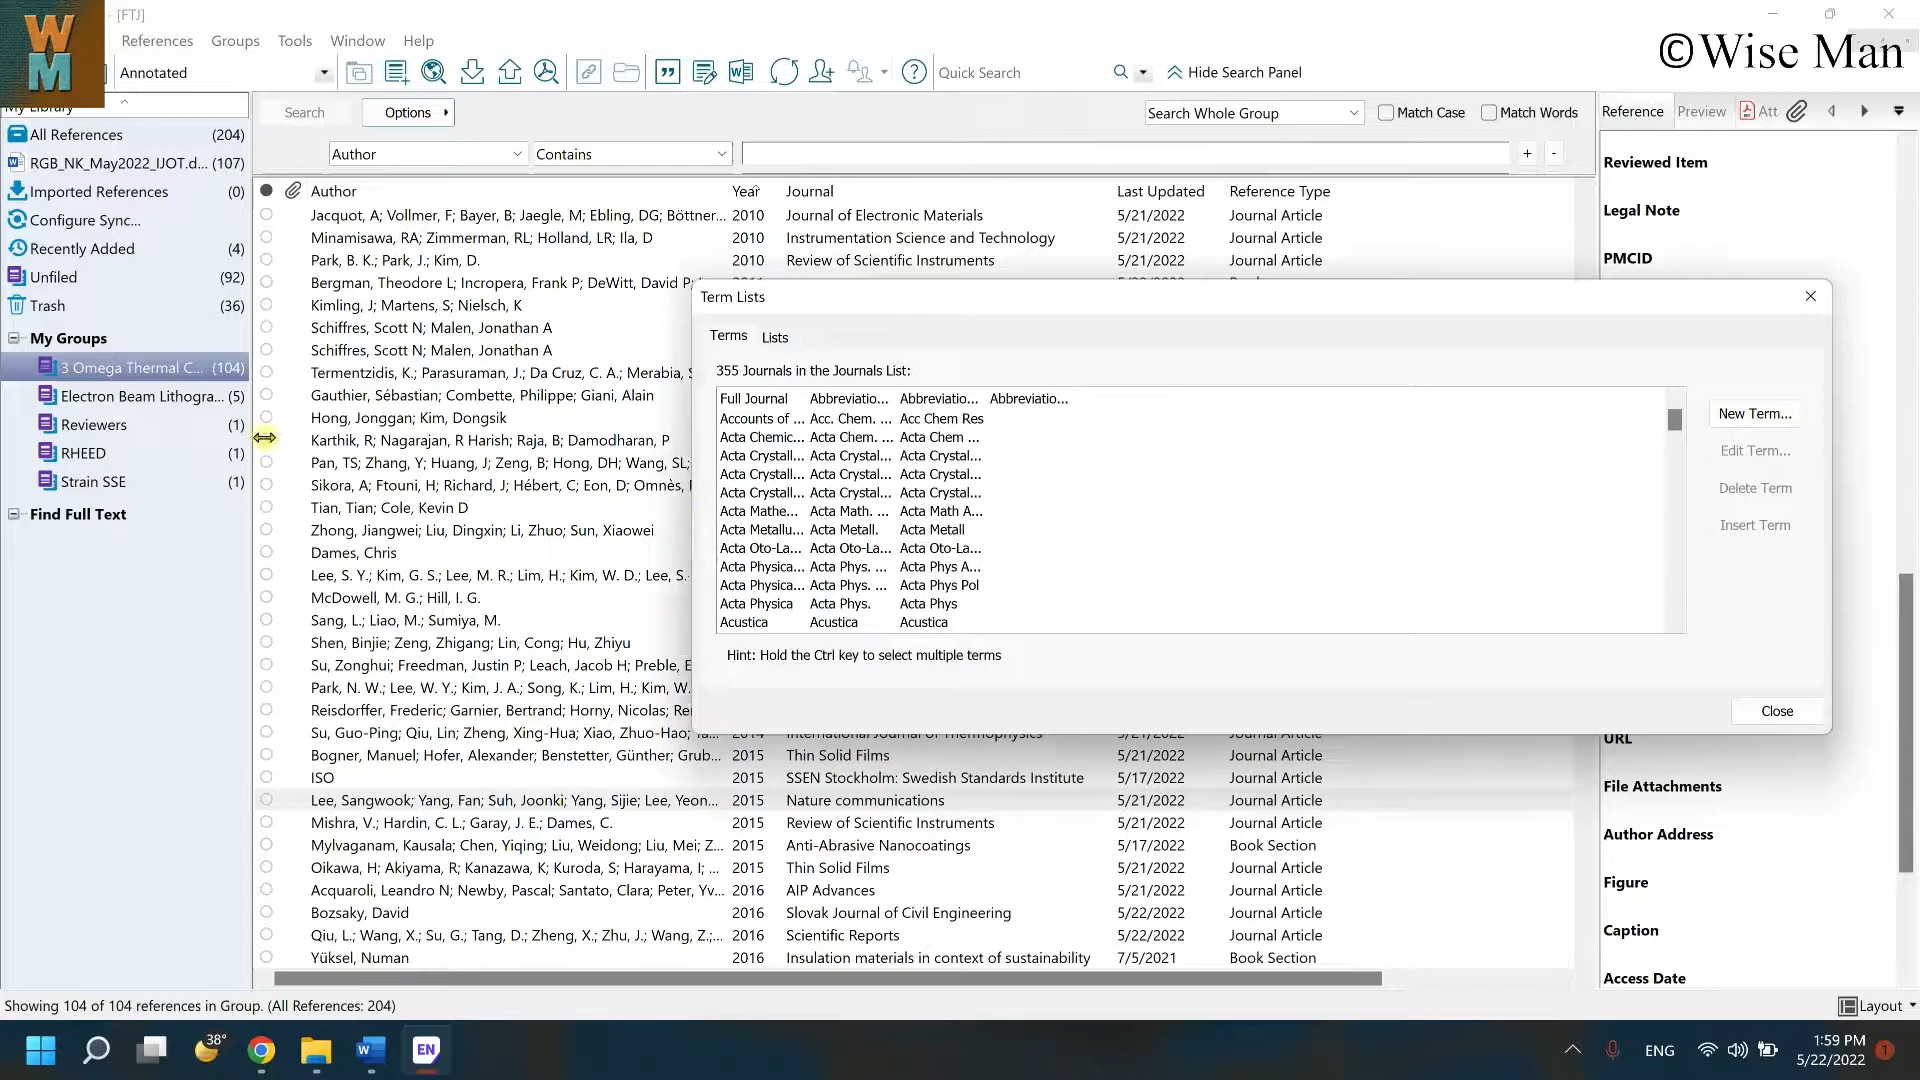 WM
- [FTJ]
©Wise Man
References Groups Tools Window Help
Annotated
Quick Search
Hide Search Panel
My Library
All References (204)
RGB_NK_May2022_IJOT.d... (107)
Imported References (0)
Configure Sync...
Recently Added (4)
Unfiled (92)
Trash (36)
My Groups
3 Omega Thermal C... (104)
Electron Beam Lithogra... (5)
Reviewers (1)
RHEED (1)
Strain SSE (1)
Find Full Text
Search Options Search Whole Group Match Case Match Words
Author Contains + -
Author Year Journal Last Updated Reference Type
Jacquot, A; Vollmer, F; Bayer, B; Jaegle, M; Ebling, DG; Böttner... 2010 Journal of Electronic Materials 5/21/2022 Journal Article
Minamisawa, RA; Zimmerman, RL; Holland, LR; Ila, D 2010 Instrumentation Science and Technology 5/21/2022 Journal Article
Park, B. K.; Park, J.; Kim, D. 2010 Review of Scientific Instruments 5/21/2022 Journal Article
Bergman, Theodore L; Incropera, Frank P; DeWitt, David P;
Kimling, J; Martens, S; Nielsch, K
Schiffres, Scott N; Malen, Jonathan A
Schiffres, Scott N; Malen, Jonathan A
Termentzidis, K.; Parasuraman, J.; Da Cruz, C. A.; Merabia, S
Gauthier, Sébastian; Combette, Philippe; Giani, Alain
Hong, Jonggan; Kim, Dongsik
Karthik, R; Nagarajan, R Harish; Raja, B; Damodharan, P
Pan, TS; Zhang, Y; Huang, J; Zeng, B; Hong, DH; Wang, SL;
Sikora, A; Ftouni, H; Richard, J; Hébert, C; Eon, D; Omnès,
Tian, Tian; Cole, Kevin D
Zhong, Jiangwei; Liu, Dingxin; Li, Zhuo; Sun, Xiaowei
Dames, Chris
Lee, S. Y.; Kim, G. S.; Lee, M. R.; Lim, H.; Kim, W. D.; Lee, S.
McDowell, M. G.; Hill, I. G.
Sang, L.; Liao, M.; Sumiya, M.
Shen, Binjie; Zeng, Zhigang; Lin, Cong; Hu, Zhiyu
Su, Zonghui; Freedman, Justin P; Leach, Jacob H; Preble, E
Park, N. W.; Lee, W. Y.; Kim, J. A.; Song, K.; Lim, H.; Kim, W.
Reisdorffer, Frederic; Garnier, Bertrand; Horny, Nicolas; Re
Su, Guo-Ping; Qiu, Lin; Zheng, Xing-Hua; Xiao, Zhuo-Hao; Ta... 2014 International Journal of Thermophysics 5/21/2022 Journal Article
Bogner, Manuel; Hofer, Alexander; Benstetter, Günther; Grub... 2015 Thin Solid Films 5/21/2022 Journal Article
ISO 2015 SSEN Stockholm: Swedish Standards Institute 5/17/2022 Journal Article
Lee, Sangwook; Yang, Fan; Suh, Joonki; Yang, Sijie; Lee, Yeon... 2015 Nature communications 5/21/2022 Journal Article
Mishra, V.; Hardin, C. L.; Garay, J. E.; Dames, C. 2015 Review of Scientific Instruments 5/21/2022 Journal Article
Mylvaganam, Kausala; Chen, Yiqing; Liu, Weidong; Liu, Mei; Z... 2015 Anti-Abrasive Nanocoatings 5/17/2022 Book Section
Oikawa, H; Akiyama, R; Kanazawa, K; Kuroda, S; Harayama, I; ... 2015 Thin Solid Films 5/21/2022 Journal Article
Acquaroli, Leandro N; Newby, Pascal; Santato, Clara; Peter, Yv... 2016 AIP Advances 5/21/2022 Journal Article
Bozsaky, David 2016 Slovak Journal of Civil Engineering 5/22/2022 Journal Article
Qiu, L.; Wang, X.; Su, G.; Tang, D.; Zheng, X.; Zhu, J.; Wang, Z.;... 2016 Scientific Reports 5/22/2022 Journal Article
Yüksel, Numan 2016 Insulation materials in context of sustainability 7/5/2021 Book Section
Term Lists
Terms Lists
355 Journals in the Journals List:
Full Journal Abbreviatio... Abbreviatio... Abbreviatio...
Accounts of ... Acc. Chem. ... Acc Chem Res
Acta Chemic... Acta Chem. ... Acta Chem ...
Acta Crystall... Acta Crystal... Acta Crystal...
Acta Crystall... Acta Crystal... Acta Crystal...
Acta Crystall... Acta Crystal... Acta Crystal...
Acta Mathe... Acta Math. ... Acta Math A...
Acta Metallu... Acta Metall. Acta Metall
Acta Oto-La... Acta Oto-La... Acta Oto-La...
Acta Physica... Acta Phys. ... Acta Phys A...
Acta Physica... Acta Phys. ... Acta Phys Pol
Acta Physica Acta Phys. Acta Phys
Acustica Acustica Acustica
Hint: Hold the Ctrl key to select multiple terms
New Term...
Edit Term...
Delete Term
Insert Term
Close
Reference Preview Att
Reviewed Item
Legal Note
PMCID
URL
File Attachments
Author Address
Figure
Caption
Access Date
Showing 104 of 104 references in Group. (All References: 204)
Layout
38°
EN
ENG
1:59 PM
5/22/2022
1